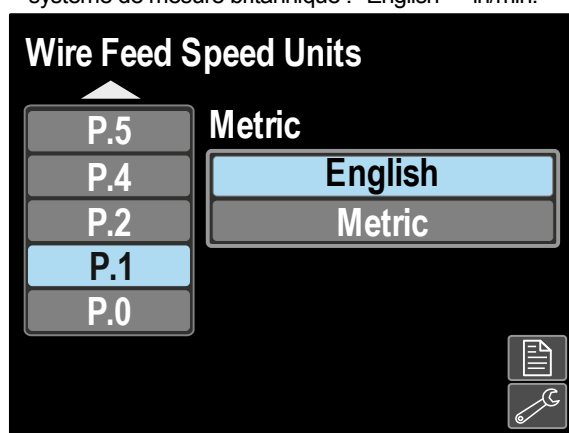 système de mesure britannique : "English" = in/min.
Wire Feed Speed Units
P.5
Metric
P.4
English
P.2
Metric
P.1
P.0